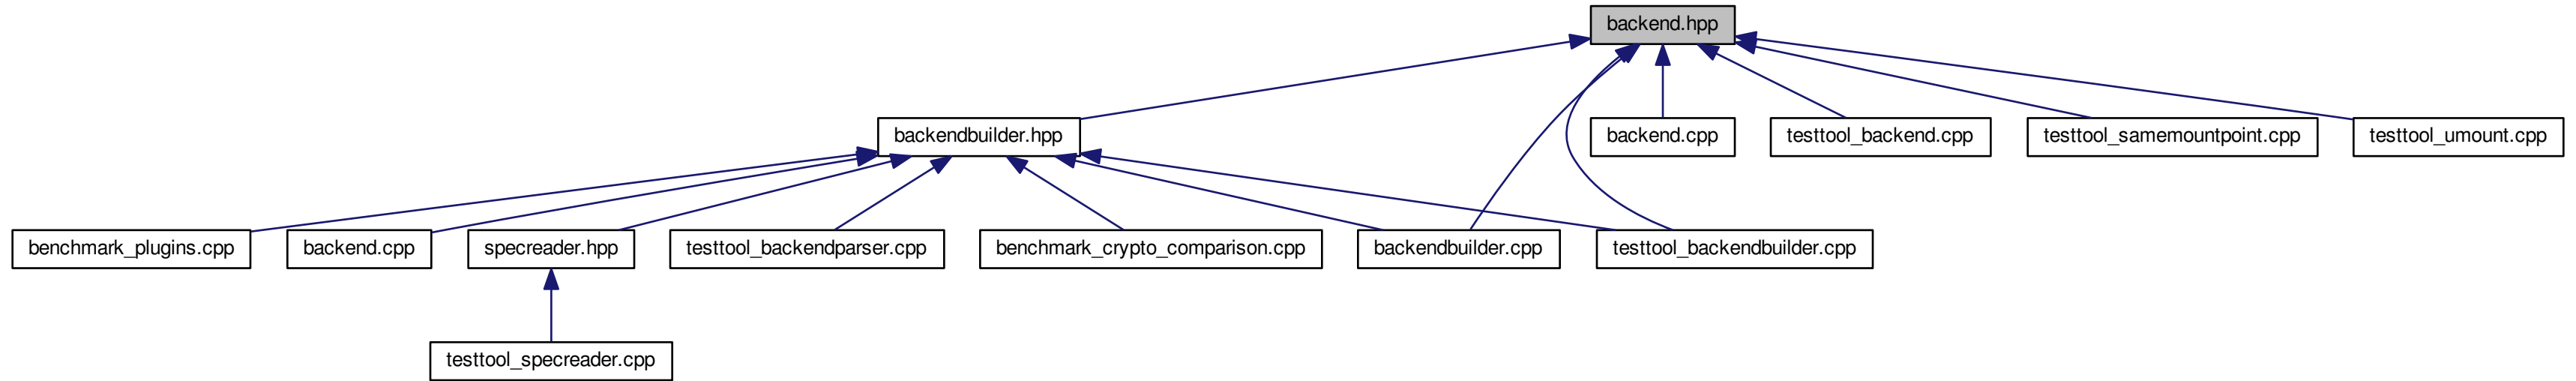 backend.hpp
backendbuilder.hpp
backend.cpp
testtool_backend.cpp
testtool_samemountpoint.cpp
testtool_umount.cpp
benchmark_plugins.cpp
backend.cpp
specreader.hpp
testtool_backendparser.cpp
benchmark_crypto_comparison.cpp
backendbuilder.cpp
testtool_backendbuilder.cpp
testtool_specreader.cpp